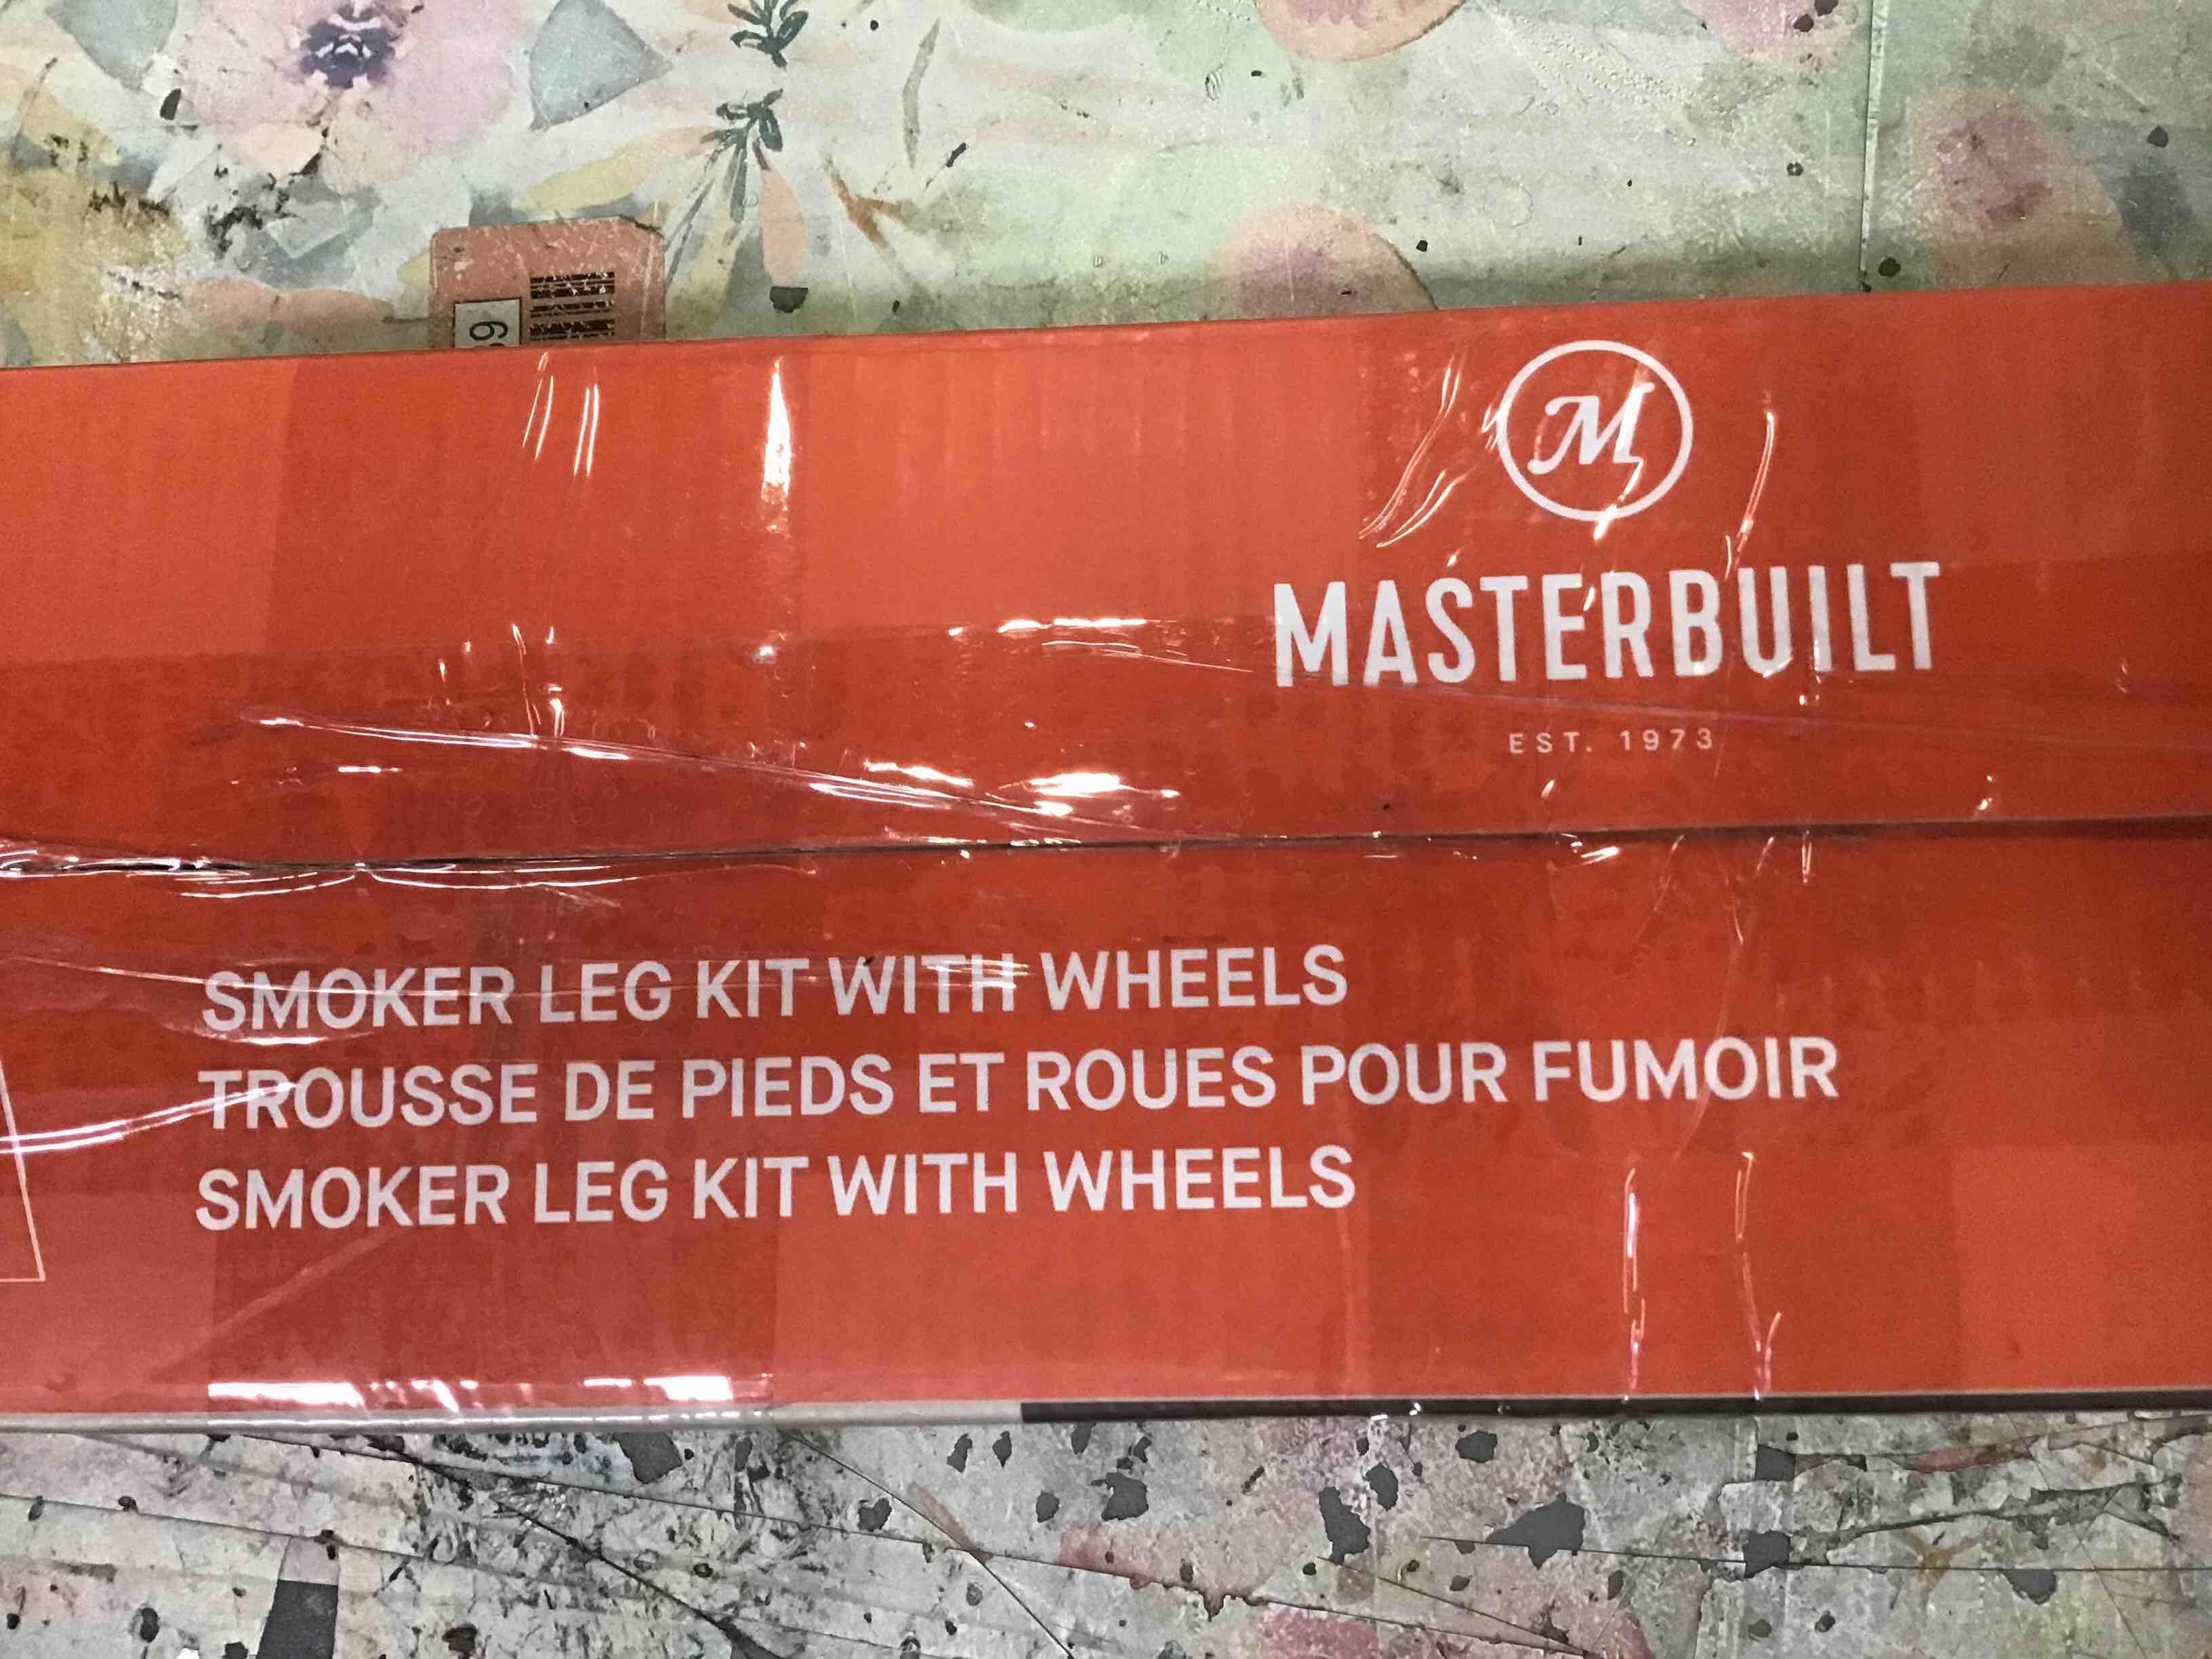 M
MASTERBUILT
EST. 1973
SMOKER LEG KIT WITH WHEELS
TROUSSE DE PIEDS ET ROUES POUR FUMOIR
SMOKER LEG KIT WITH WHEELS